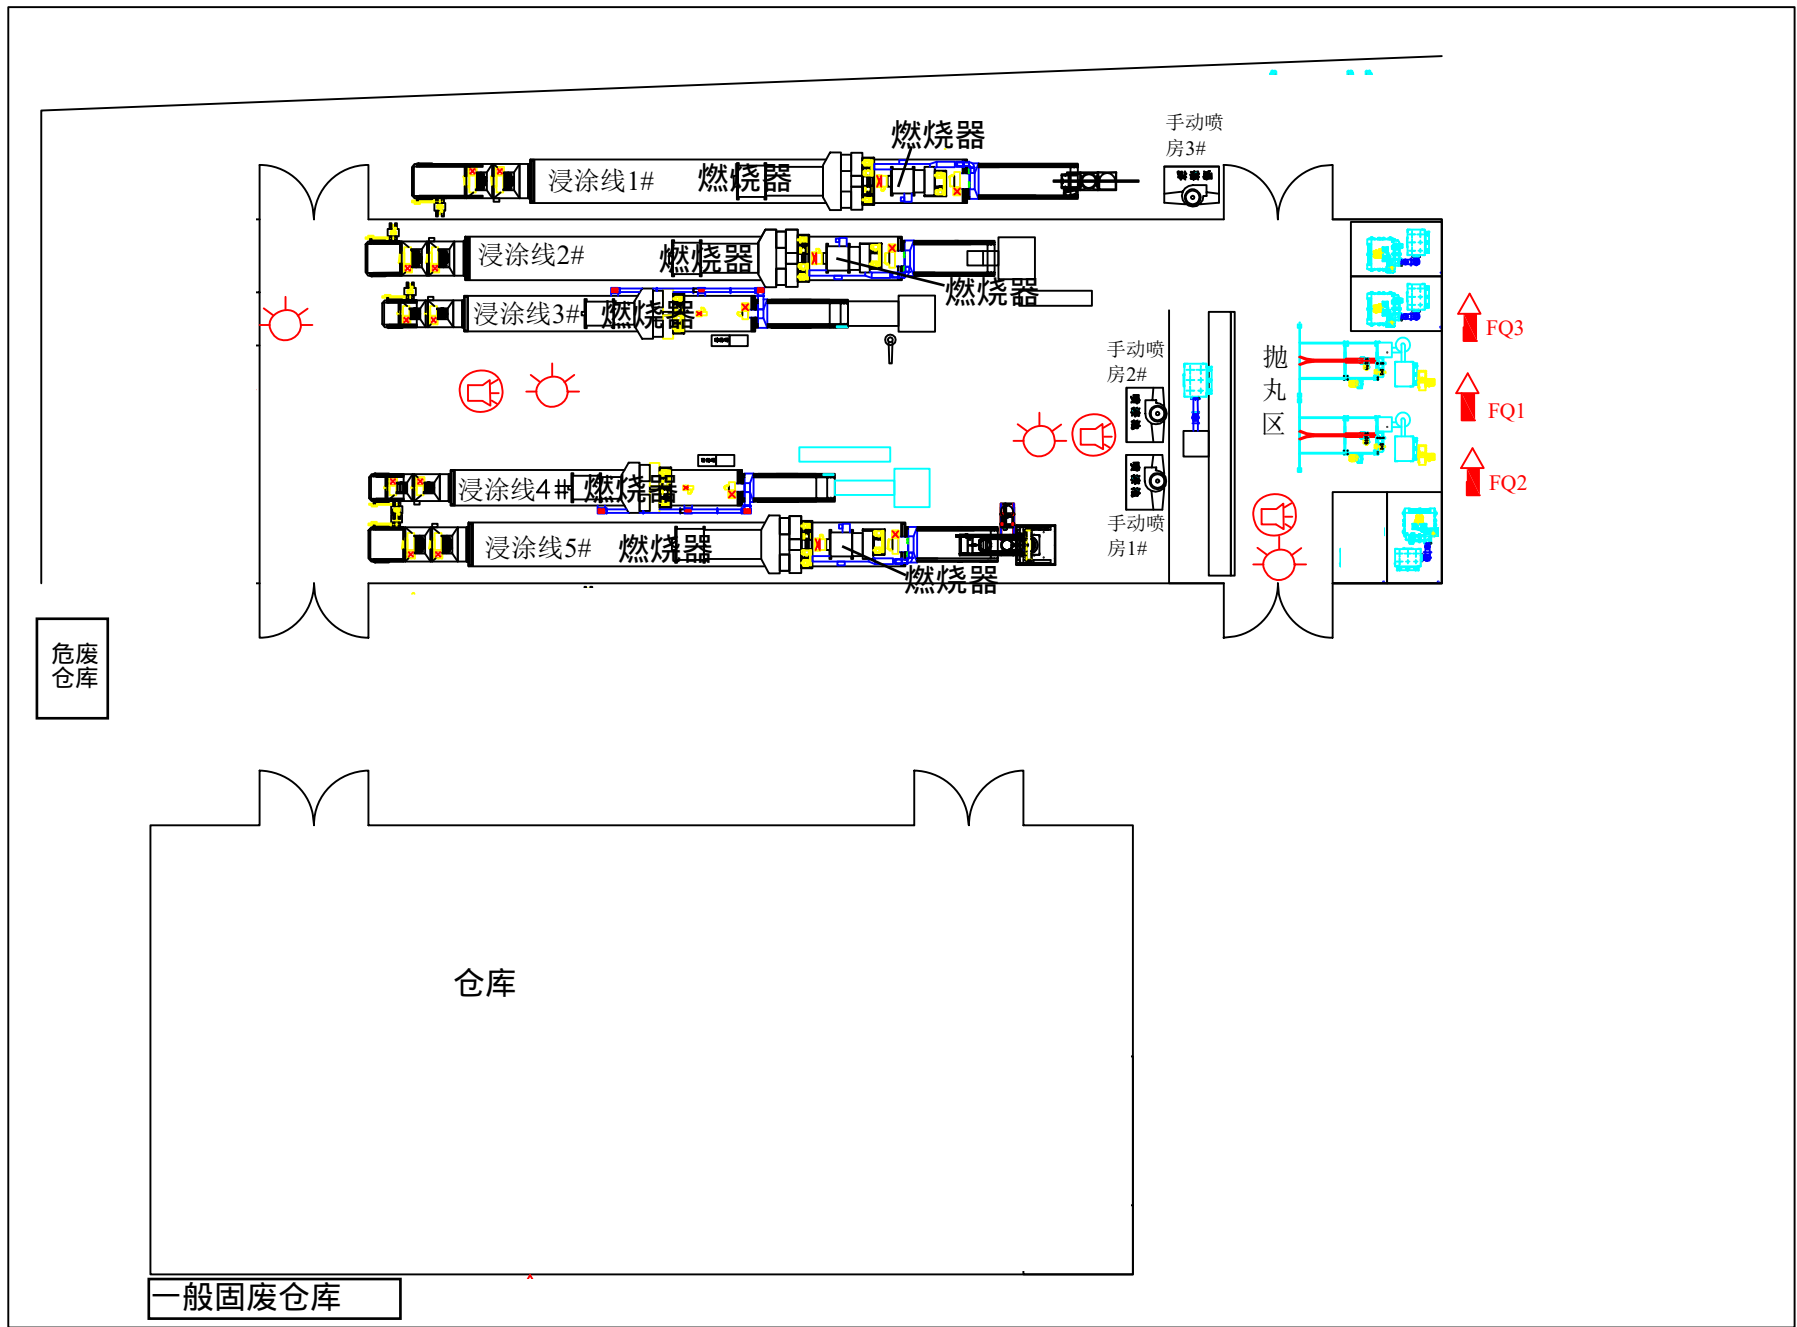 燃烧器
手动喷
房3#
浸涂线1#
燃烧器
浸涂线2#
燃烧器
燃烧器
浸涂线3#
燃烧器
FQ3
手动喷
房2#
抛
丸
区
FQ1
浸涂线4#
燃烧器
FQ2
手动喷
房1#
浸涂线5#
燃烧器
燃烧器
危废
仓库
仓库
一般固废仓库